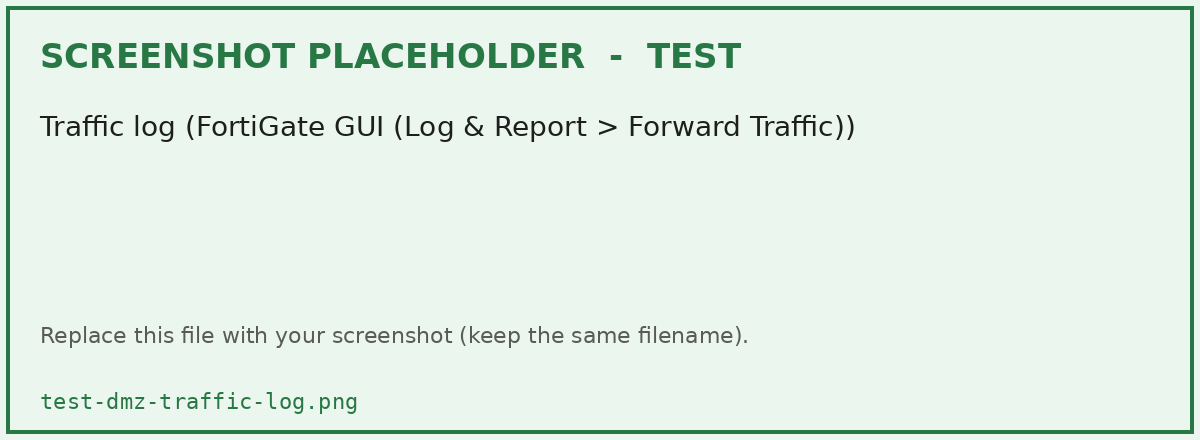 SCREENSHOT PLACEHOLDER - TEST
Traffic log (FortiGate GUI (Log & Report > Forward Traffic))
Replace this file with your screenshot (keep the same filename).
test-dmz-traffic-log.png